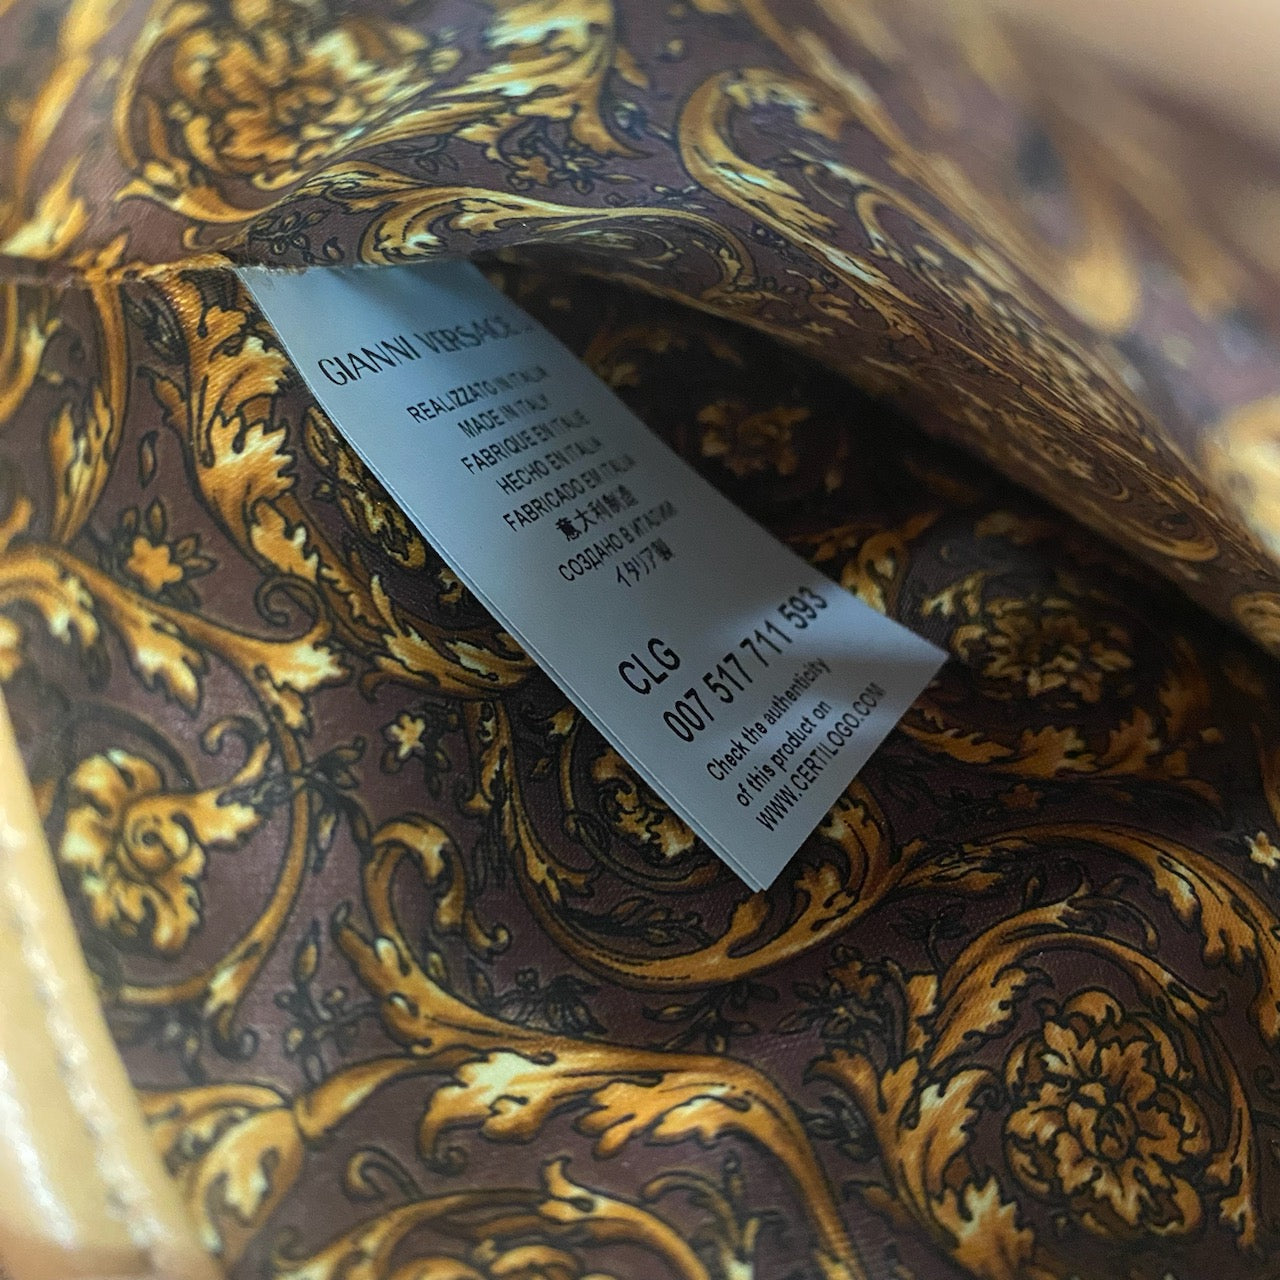 GIANNI VERSACE
REALIZZATO IN ITALIA
MADE IN ITALY
FABRIQUE EN ITALIE
HECHO EN ITALIA
FABRICADO EM ITALIA
意大利制造
СОЗДАНО В ИТАЛИИ
イタリア製
CLG
007 517 711 593
Check the authenticity
of this product on
WWW.CERTILOGO.COM